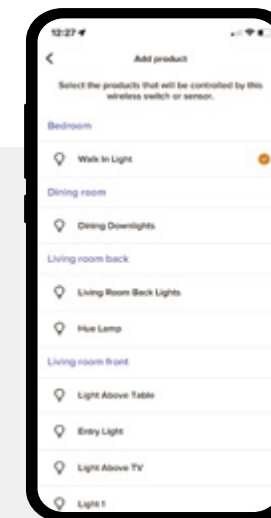 12:27
Add product
Select the products that will be controlled by this
wireless switch or sensor.
Bedroom
Walk In Light
Dining room
Dining Downlights
Living room back
Living Room Back Lights
Hue Lamp
Living room front
Light Above Table
Entry Light
Light Above TV
Light 1